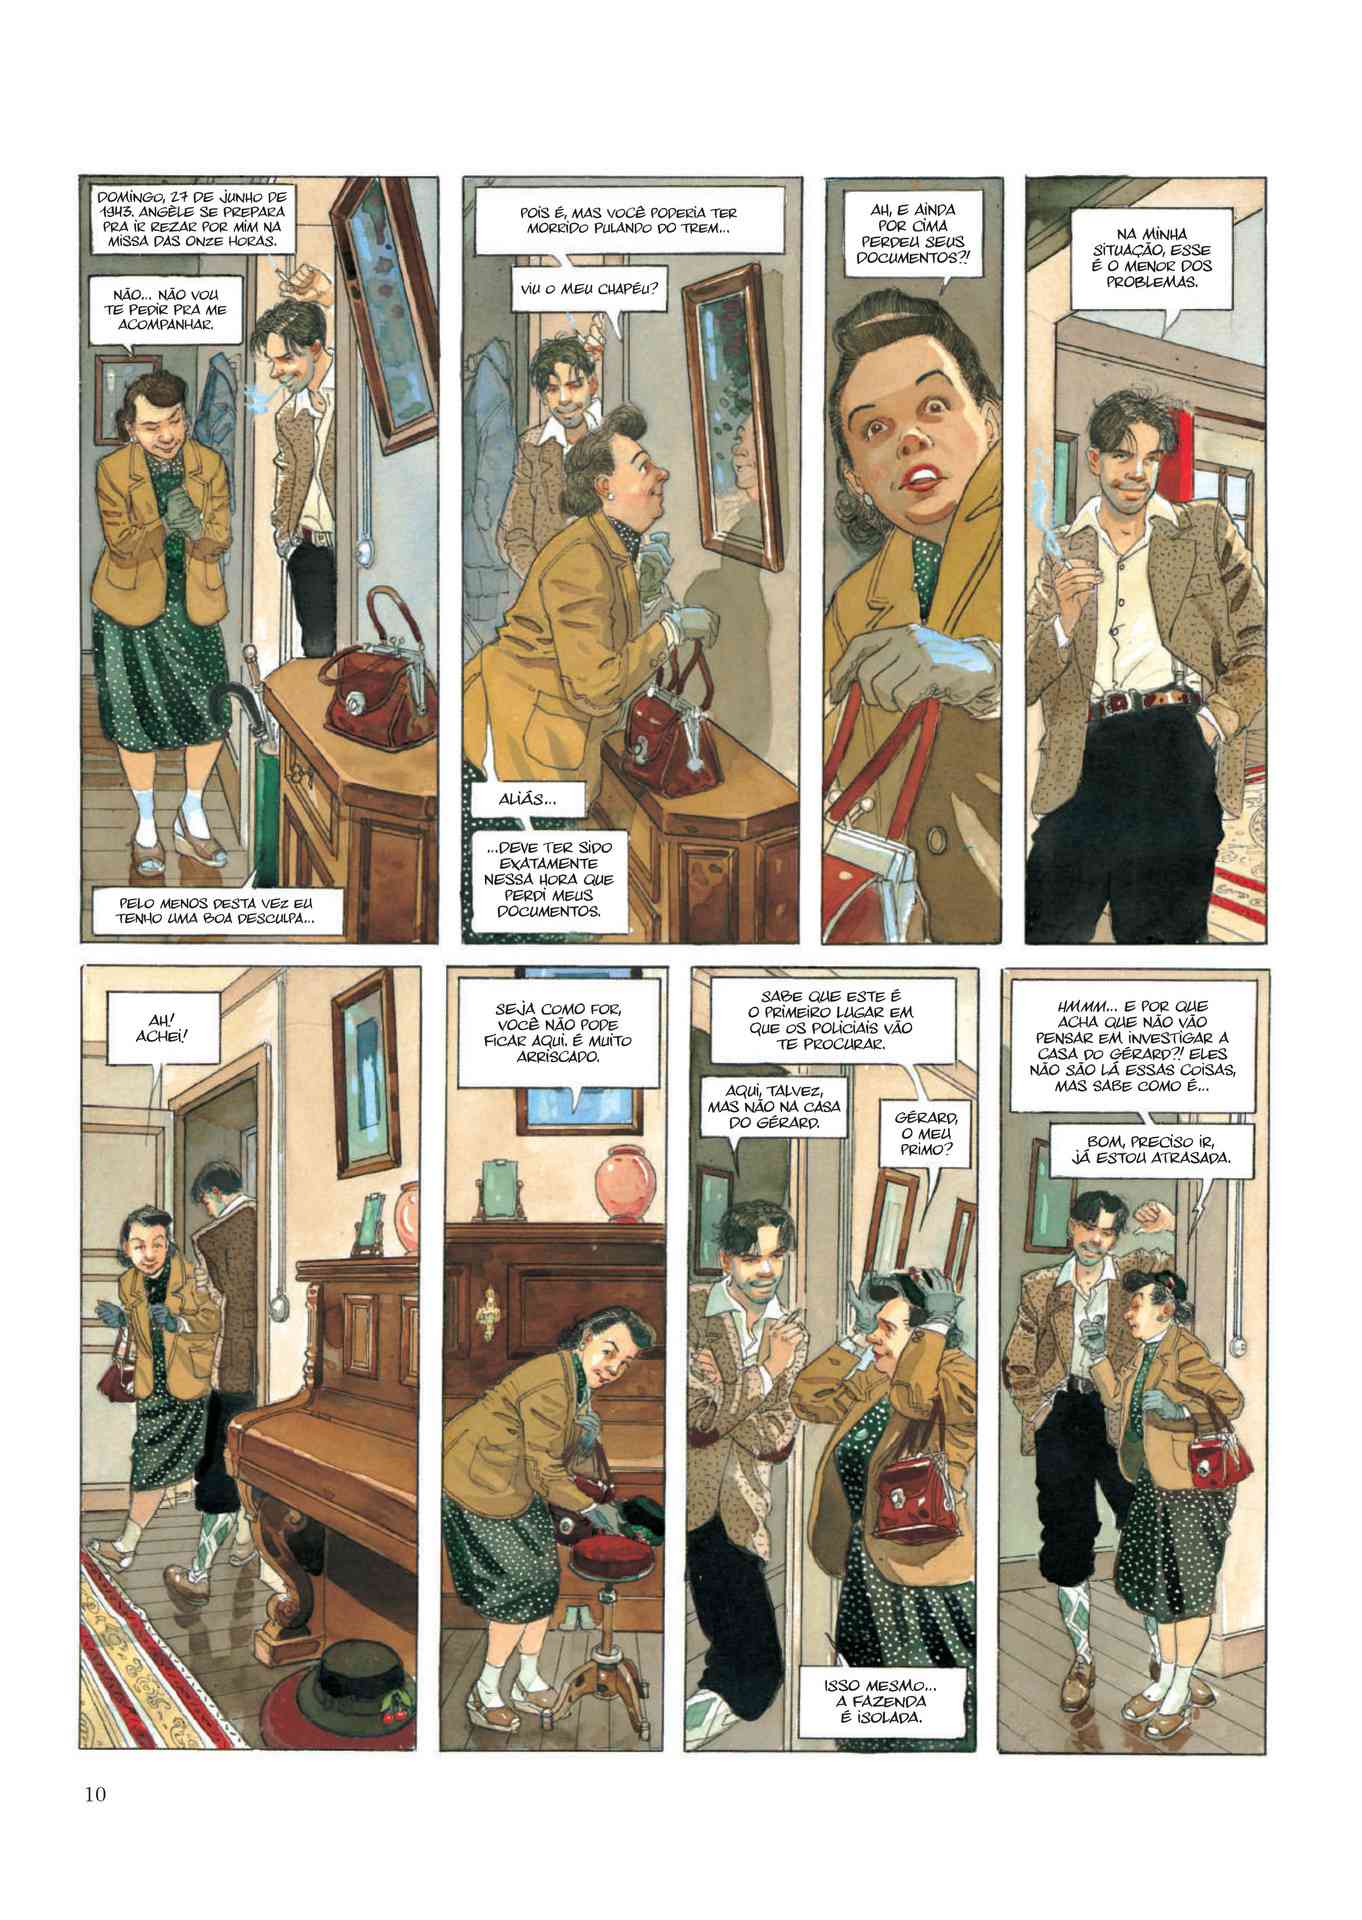 DOMINGO, 27 DE JUNHO DE
1943. ANGÈLE SE PREPARA
PRA IR REZAR POR MIM NA
MISSA DAS ONZE HORAS.
NÃO... NÃO VOU
TE PEDIR PRA ME
ACOMPANHAR.
PELO MENOS DESTA VEZ EU
TENHO UMA BOA DESCULPA...
POIS É, MAS VOCÊ PODERIA TER
MORRIDO PULANDO DO TREM...
VIU O MEU CHAPÉU?
ALIÁS...
...DEVE TER SIDO
EXATAMENTE
NESSA HORA QUE
PERDI MEUS
DOCUMENTOS.
AH, E AINDA
POR CIMA
PERDEU SEUS
DOCUMENTOS?!
NA MINHA
SITUAÇÃO, ESSE
É O MENOR DOS
PROBLEMAS.
AH!
ACHEI!
SEJA COMO FOR,
VOCÊ NÃO PODE
FICAR AQUI. É MUITO
ARRISCADO.
SABE QUE ESTE É
O PRIMEIRO LUGAR EM
QUE OS POLICIAIS VÃO
TE PROCURAR.
AQUI, TALVEZ,
MAS NÃO NA CASA
DO GÉRARD.
GÉRARD,
O MEU
PRIMO?
ISSO MESMO...
A FAZENDA
É ISOLADA.
HMMM... E POR QUE
ACHA QUE NÃO VÃO
PENSAR EM INVESTIGAR A
CASA DO GÉRARD?! ELES
NÃO SÃO LÁ ESSAS COISAS,
MAS SABE COMO É...
BOM, PRECISO IR,
JÁ ESTOU ATRASADA.
10